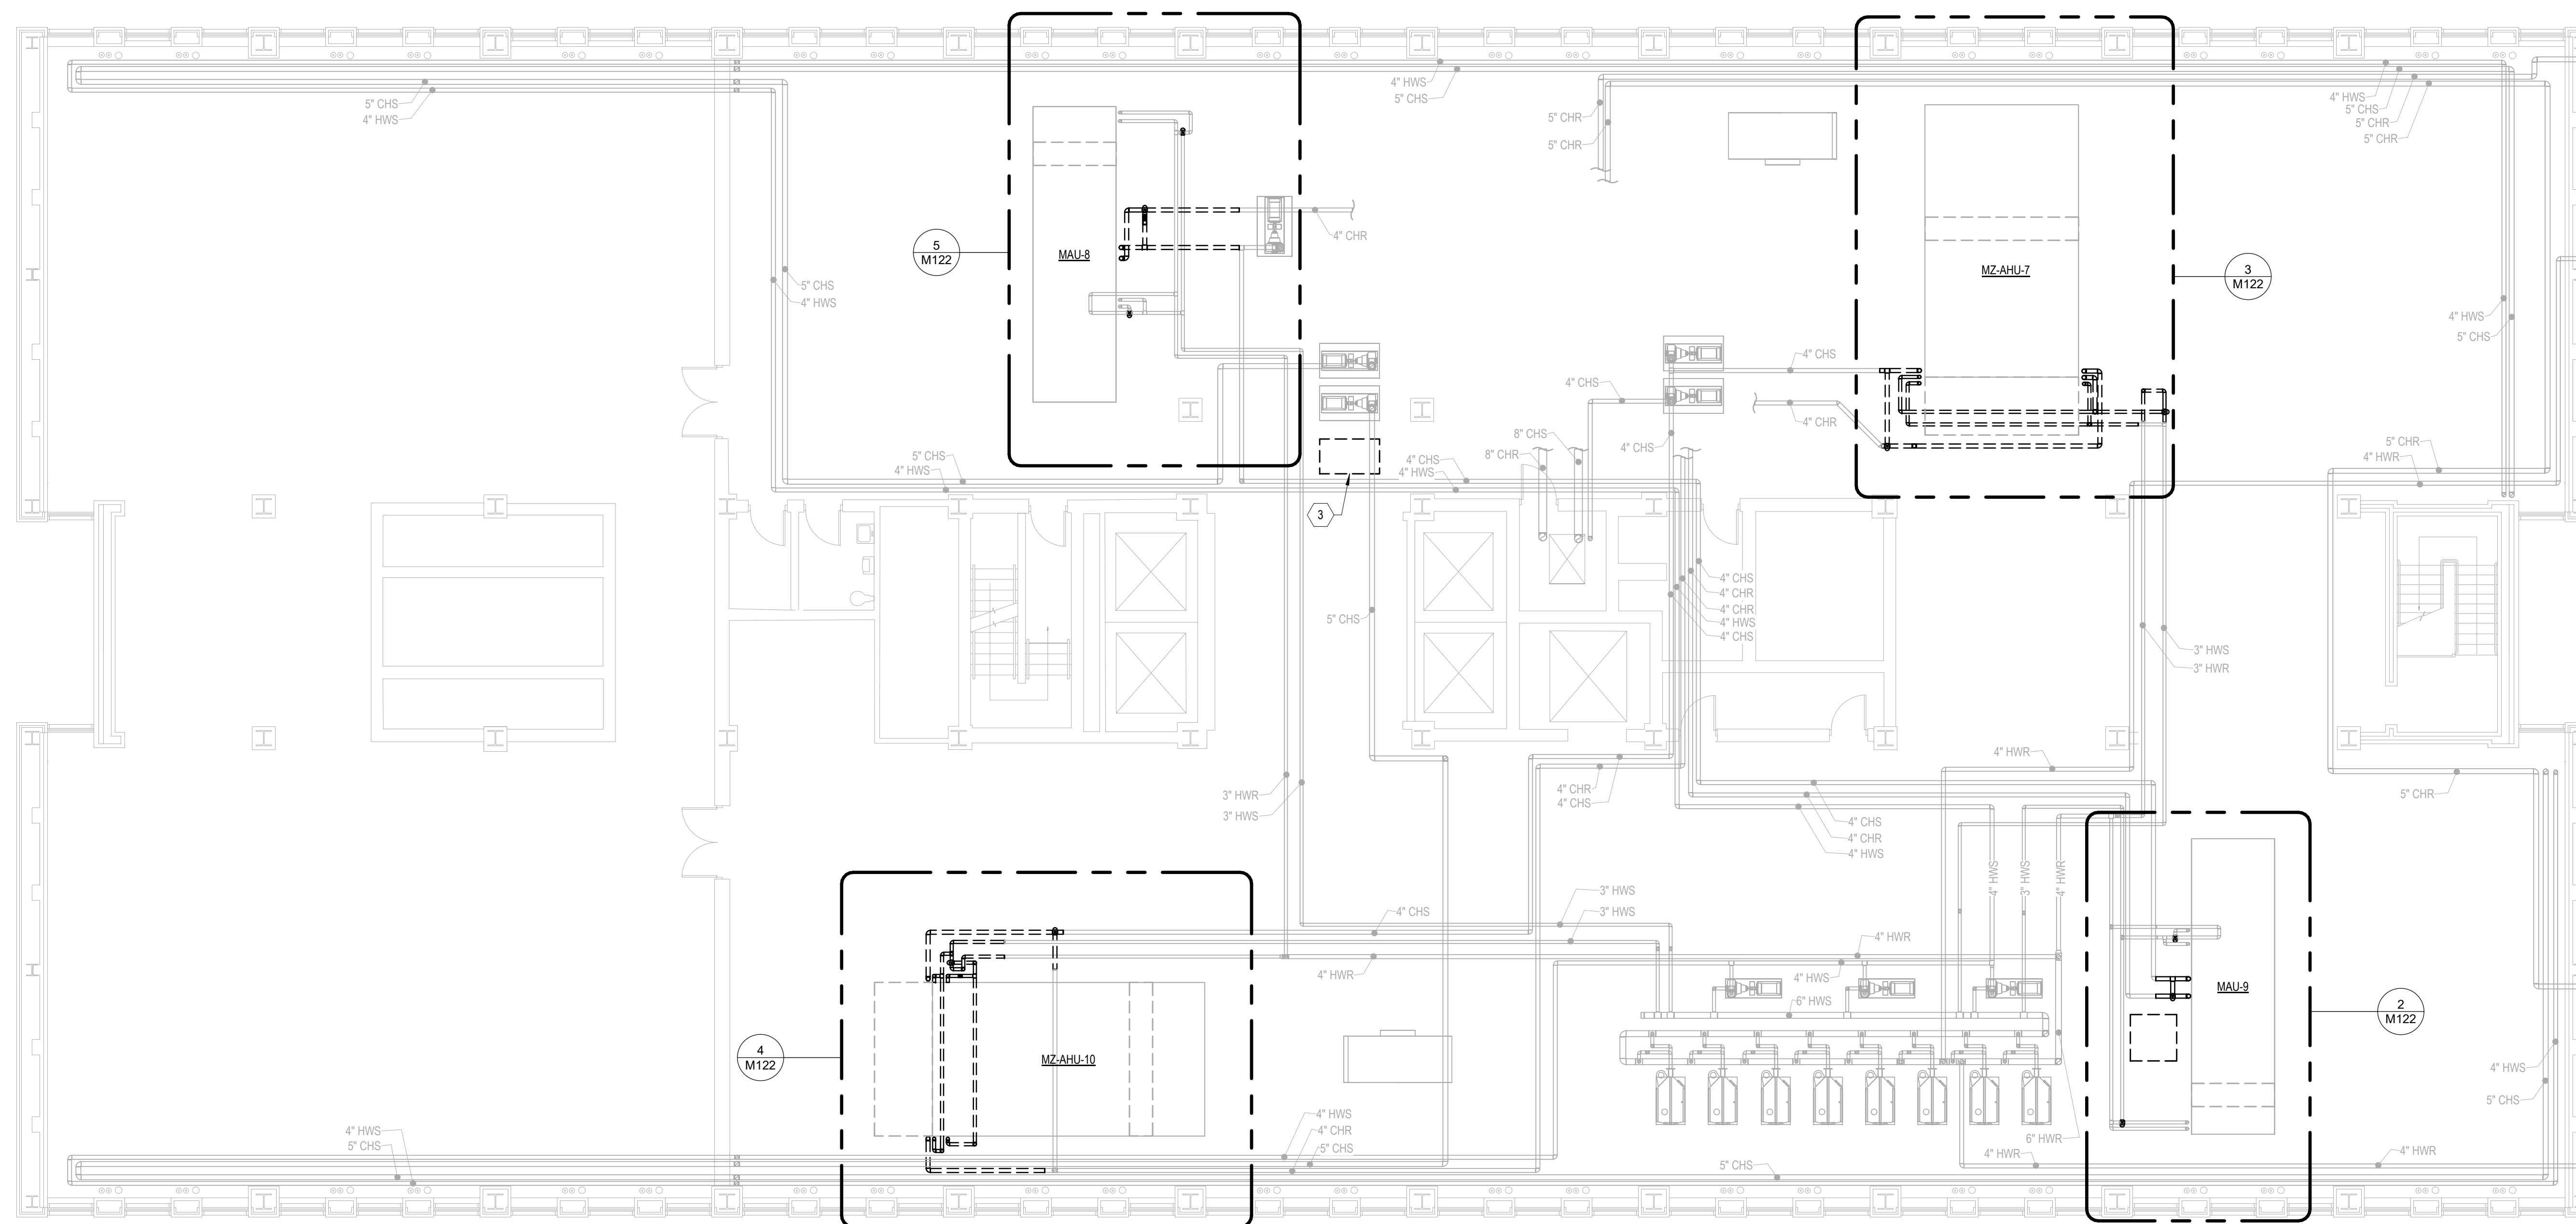 4" HWS
5" CHS
5" CHS
4" HWS
5" CHR
5" CHR
4" HWS
5" CHS
5" CHR
5" CHR
5
M122
MAU-8
4" CHR
MZ-AHU-7
3
M122
5" CHS
4" HWS
4" HWS
5" CHS
4" CHS
4" CHS
4" CHR
8" CHS
8" CHR
4" CHS
5" CHS
4" HWS
4" CHS
4" HWS
5" CHR
4" HWR
3
4" CHS
4" CHR
4" CHR
4" HWS
4" CHS
5" CHS
3" HWS
3" HWR
4" HWR
3" HWR
3" HWS
4" CHR
4" CHS
5" CHR
4" CHS
4" CHR
4" HWS
4" HWS
3" HWS
4" HWR
3" HWS
3" HWS
4" CHS
4" HWR
4" HWR
4" HWS
6" HWS
MAU-9
2
M122
4
M122
MZ-AHU-10
4" HWS
5" CHS
4" HWS
4" CHR
5" CHS
4" HWS
5" CHS
6" HWR
4" HWR
4" HWR
5" CHS